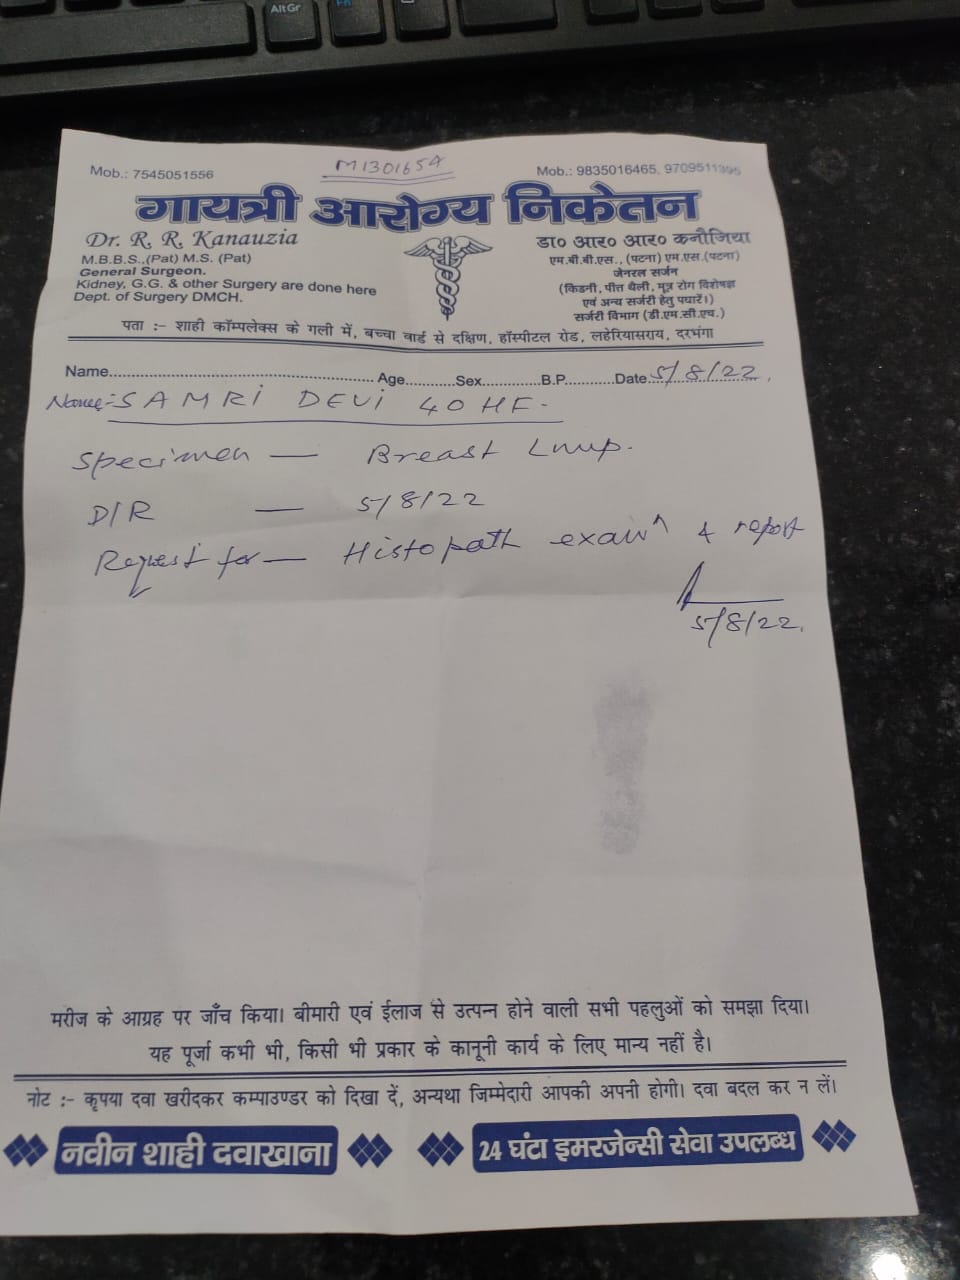 AltGr
Fn
M1301654
Mob.: 7545051556
Mob.: 9835016465, 9709511395
गायत्री आरोग्य निकेतन
Dr. R. R. Kanauzia
M.B.B.S.,(Pat) M.S. (Pat)
General Surgeon.
Kidney, G.G. & other Surgery are done here
Dept. of Surgery DMCH.
डा० आर० आर० कनौजिया
एम.बी.बी.एस., (पटना) एम.एस.(पटना)
जेनरल सर्जन
(किडनी, पीत थैली, मूत्र रोग विशेषज्ञ
एवं अन्य सर्जरी हेतु पधारें।)
सर्जरी विभाग (डी.एम.सी.एच.)
पता :- शाही कॉम्पलेक्स के गली में, बच्चा वार्ड से दक्षिण, हॉस्पीटल रोड, लहेरियासराय, दरभंगा
Name.......... Age..........Sex..........B.P..........Date 5/8/22.
Name:- SAMRI DEVI 40 HF.
Specimen — Breast Lump.
D/R — 5/8/22
Request for — Histopath exam^n & report
5/8/22.
मरीज के आग्रह पर जाँच किया। बीमारी एवं ईलाज से उत्पन्न होने वाली सभी पहलुओं को समझा दिया।
यह पूर्जा कभी भी, किसी भी प्रकार के कानूनी कार्य के लिए मान्य नहीं है।
नोट :- कृपया दवा खरीदकर कम्पाउण्डर को दिखा दें, अन्यथा जिम्मेदारी आपकी अपनी होगी। दवा बदल कर न लें।
नवीन शाही दवाखाना
24 घंटा इमरजेन्सी सेवा उपलब्ध